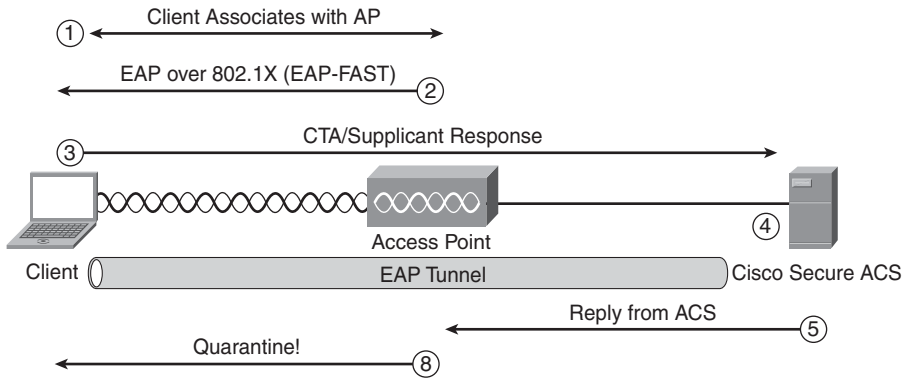 Client Associates with AP
1
EAP over 802.1X (EAP-FAST)
2
CTA/Supplicant Response
3
4
Access Point
Client
EAP Tunnel
Cisco Secure ACS
Reply from ACS
5
Quarantine!
8